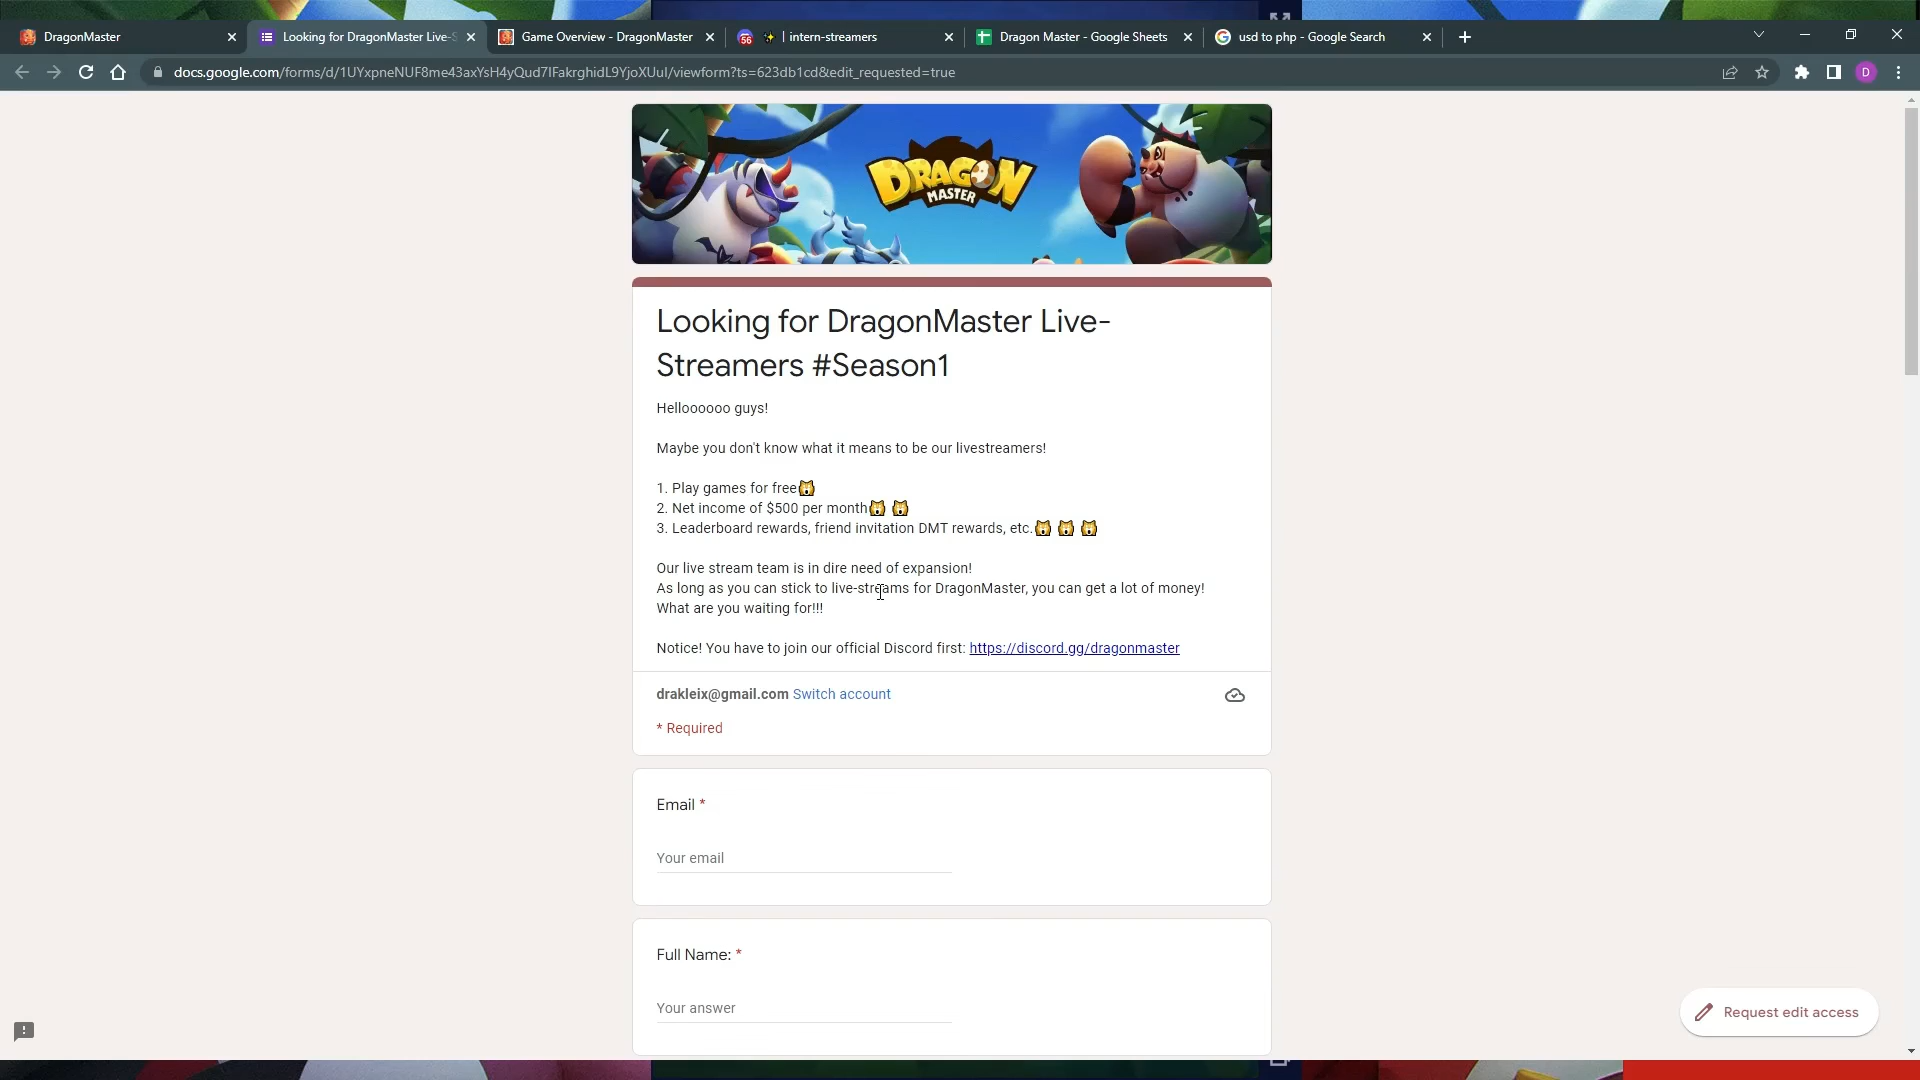 DragonMaster
Looking for DragonMaster Live-S
Game Overview - DragonMaster
56
| intern-streamers
Dragon Master - Google Sheets
usd to php - Google Search
docs.google.com/forms/d/1UYxpneNUF8me43axYsH4yQud7IFakrghidL9YjoXUuI/viewform?ts=623db1cd&edit_requested=true
D
DRAGON
MASTER
Looking for DragonMaster Live-
Streamers #Season1
Helloooooo guys!
Maybe you don't know what it means to be our livestreamers!
1. Play games for free🙀
2. Net income of $500 per month🙀 🙀
3. Leaderboard rewards, friend invitation DMT rewards, etc.🙀 🙀 🙀
Our live stream team is in dire need of expansion!
As long as you can stick to live-streams for DragonMaster, you can get a lot of money!
What are you waiting for!!!
Notice! You have to join our official Discord first: https://discord.gg/dragonmaster
drakleix@gmail.com Switch account
* Required
Email *
Your email
Full Name: *
Your answer
Request edit access